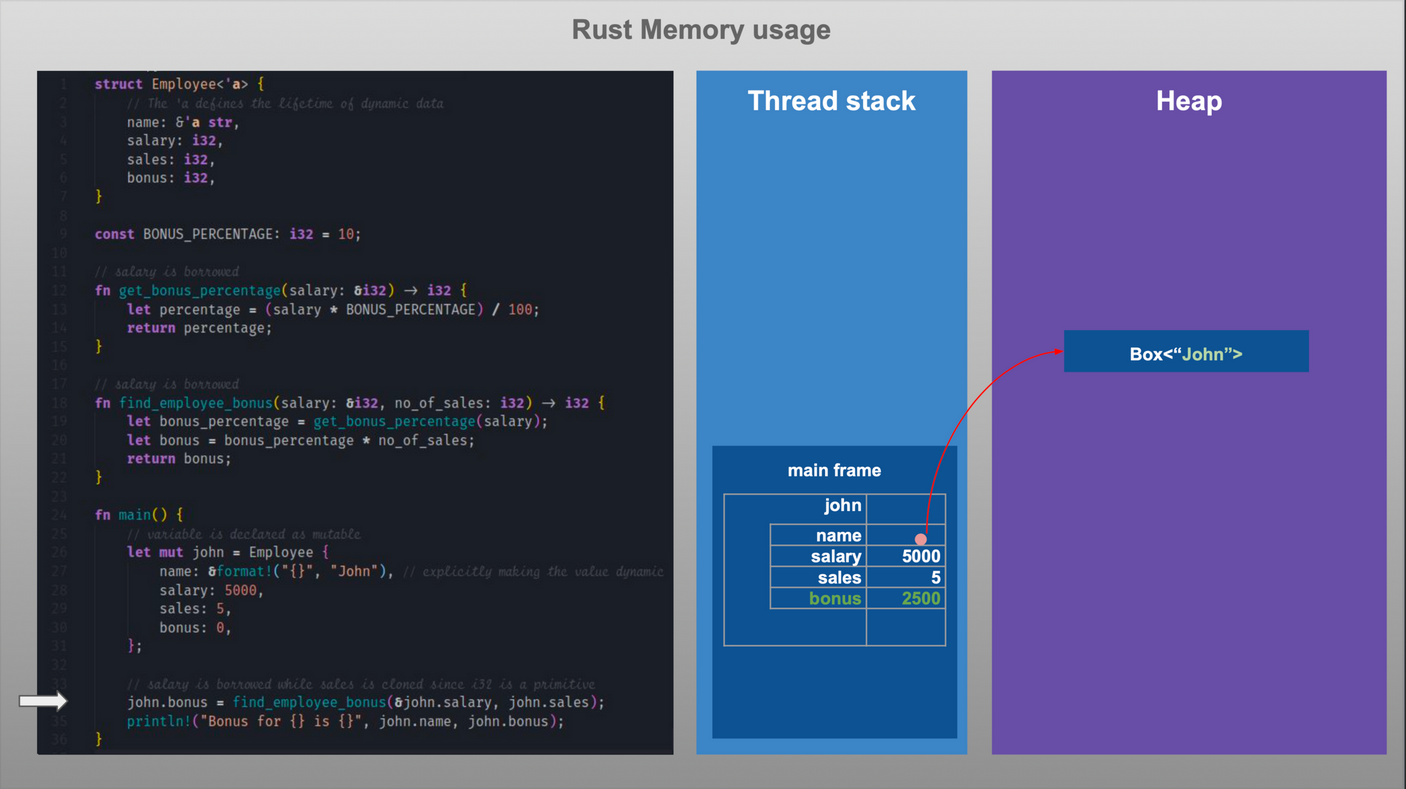 Rust Memory usage
1 struct Employee<'a> {
2 // The 'a defines the lifetime of dynamic data
3 name: &'a str,
4 salary: i32,
5 sales: i32,
6 bonus: i32,
7 }
8
9 const BONUS_PERCENTAGE: i32 = 10;
10
11 // salary is borrowed
12 fn get_bonus_percentage(salary: &i32) → i32 {
13 let percentage = (salary * BONUS_PERCENTAGE) / 100;
14 return percentage;
15 }
16
17 // salary is borrowed
18 fn find_employee_bonus(salary: &i32, no_of_sales: i32) → i32 {
19 let bonus_percentage = get_bonus_percentage(salary);
20 let bonus = bonus_percentage * no_of_sales;
21 return bonus;
22 }
23
24 fn main() {
25 // variable is declared as mutable
26 let mut john = Employee {
27 name: &format!("{}", "John"), // explicitly making the value dynamic
28 salary: 5000,
29 sales: 5,
30 bonus: 0,
31 };
32
33 // salary is borrowed while sales is cloned since i32 is a primitive
john.bonus = find_employee_bonus(&john.salary, john.sales);
35 println!("Bonus for {} is {}", john.name, john.bonus);
36 }
Thread stack
main frame
john
name
salary 5000
sales 5
bonus 2500
Heap
Box<“John”>